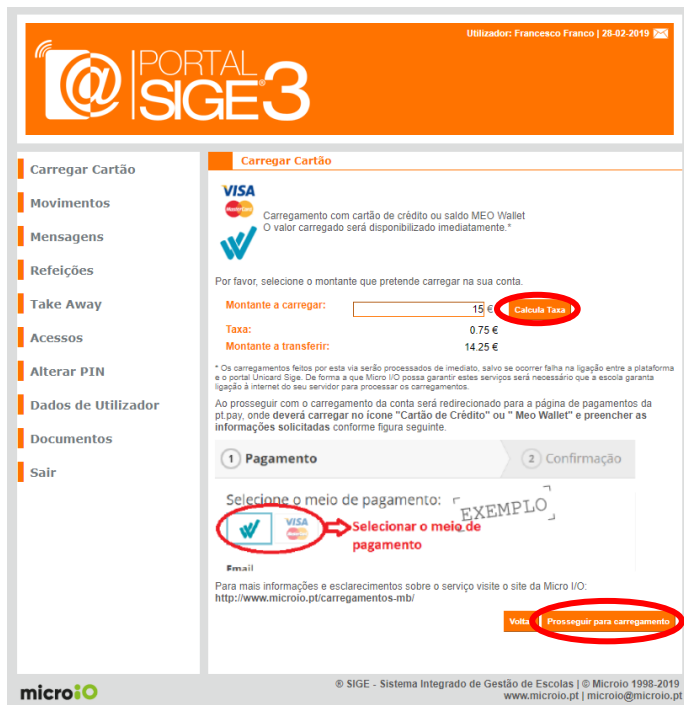 Utilizador: Francesco Franco | 28-02-2019
@ PORTAL
SIGE®3
Carregar Cartão
Movimentos
Mensagens
Refeições
Take Away
Acessos
Alterar PIN
Dados de Utilizador
Documentos
Sair
Carregar Cartão
VISA
MasterCard
Carregamento com cartão de crédito ou saldo MEO Wallet
O valor carregado será disponibilizado imediatamente.*
Por favor, selecione o montante que pretende carregar na sua conta.
Montante a carregar: 15 € Calcula Taxa
Taxa: 0.75 €
Montante a transférir: 14.25 €
* Os carregamentos feitos por esta via serão processados de imediato, salvo se ocorrer falha na ligação entre a plataforma
e o portal Unicard Sige. De forma a que Micro I/O possa garantir estes serviços será necessário que a escola garanta
ligação à internet do seu servidor para processar os carregamentos.
Ao prosseguir com o carregamento da conta será redirecionado para a página de pagamentos da
pt.pay, onde deverá carregar no ícone "Cartão de Crédito" ou " Meo Wallet" e preencher as
informações solicitadas conforme figura seguinte.
1 Pagamento 2 Confirmação
Selecione o meio de pagamento: EXEMPLO
VISA Selecionar o meio de
pagamento
Email
Para mais informações e esclarecimentos sobre o serviço visite o site da Micro I/O:
http://www.microio.pt/carregamentos-mb/
Voltar Prosseguir para carregamento
microiO
® SIGE - Sistema Integrado de Gestão de Escolas | © Microio 1998-2019
www.microio.pt | microio@microio.pt